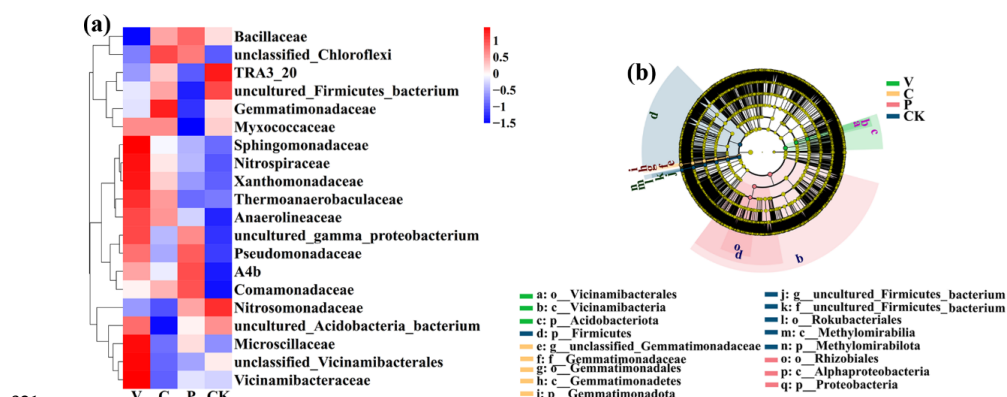 (a)
Bacillaceae
unclassified_Chloroflexi
TRA3_20
uncultured_Firmicutes_bacterium
Gemmatimonadaceae
Myxococcaceae
Sphingomonadaceae
Nitrospiraceae
Xanthomonadaceae
Thermoanaerobaculaceae
Anaerolineaceae
uncultured_gamma_proteobacterium
Pseudomonadaceae
A4b
Comamonadaceae
Nitrosomonadaceae
uncultured_Acidobacteria_bacterium
Microscillaceae
unclassified_Vicinamibacterales
Vicinamibacteraceae
V C P CK
1
0.5
0
−0.5
−1
−1.5
(b)
V
C
P
CK
p
c
o
d
b
a: o__Vicinamibacterales
b: c__Vicinamibacteria
c: p__Acidobacteriota
d: p__Firmicutes
e: g__unclassified_Gemmatimonadaceae
f: f__Gemmatimonadaceae
g: o__Gemmatimonadales
h: c__Gemmatimonadetes
i: p__Gemmatimonadota
j: g__uncultured_Firmicutes_bacterium
k: f__uncultured_Firmicutes_bacterium
l: o__Rokubacteriales
m: c__Methylomirabilia
n: p__Methylomirabilota
o: o__Rhizobiales
p: c__Alphaproteobacteria
q: p__Proteobacteria